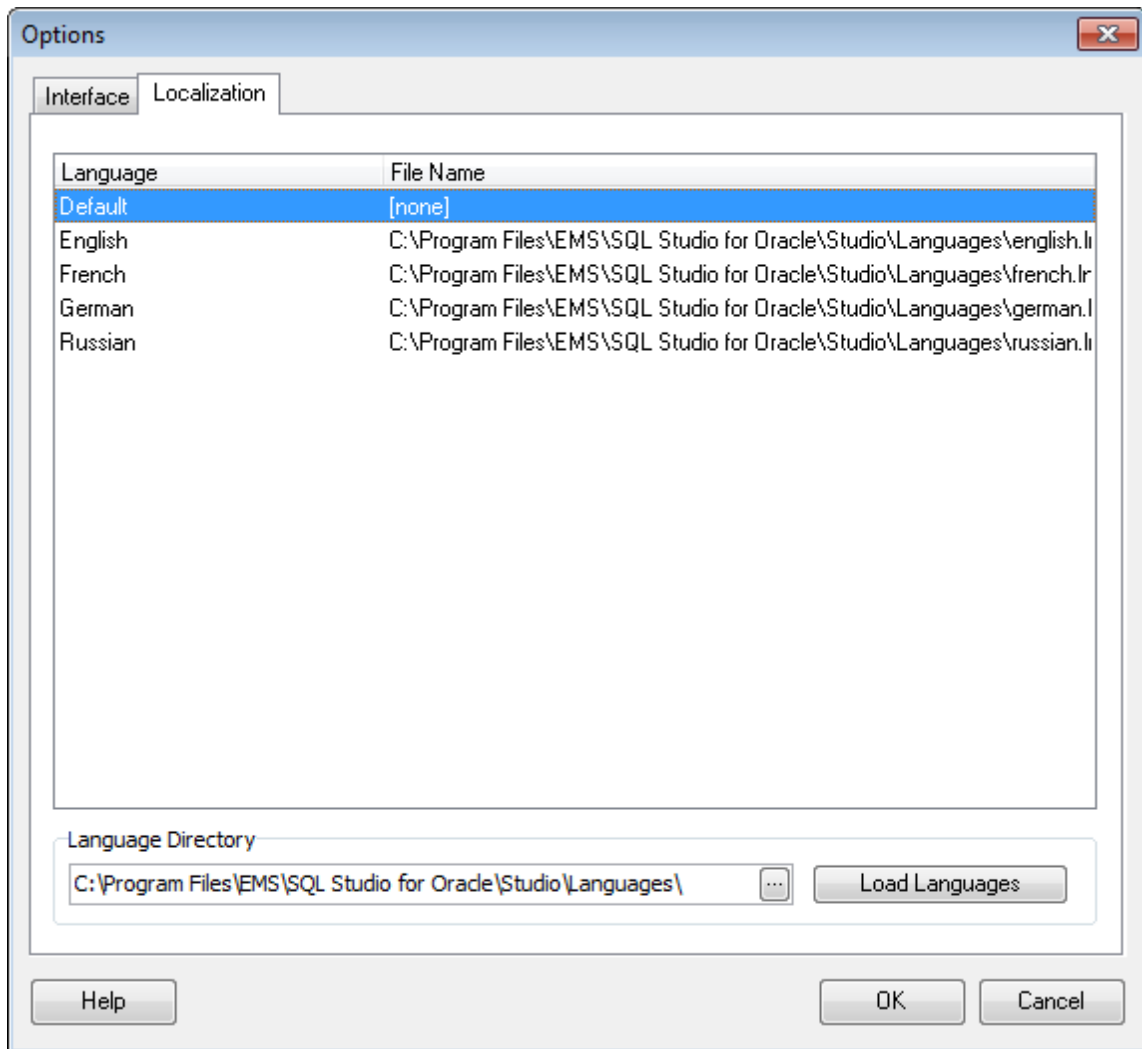 Options
Interface Localization
Language File Name
Default [none]
English C:\Program Files\EMS\SQL Studio for Oracle\Studio\Languages\english.
French C:\Program Files\EMS\SQL Studio for Oracle\Studio\Languages\french.
German C:\Program Files\EMS\SQL Studio for Oracle\Studio\Languages\german.
Russian C:\Program Files\EMS\SQL Studio for Oracle\Studio\Languages\russian.
Language Directory
C:\Program Files\EMS\SQL Studio for Oracle\Studio\Languages\ ... Load Languages
Help OK Cancel